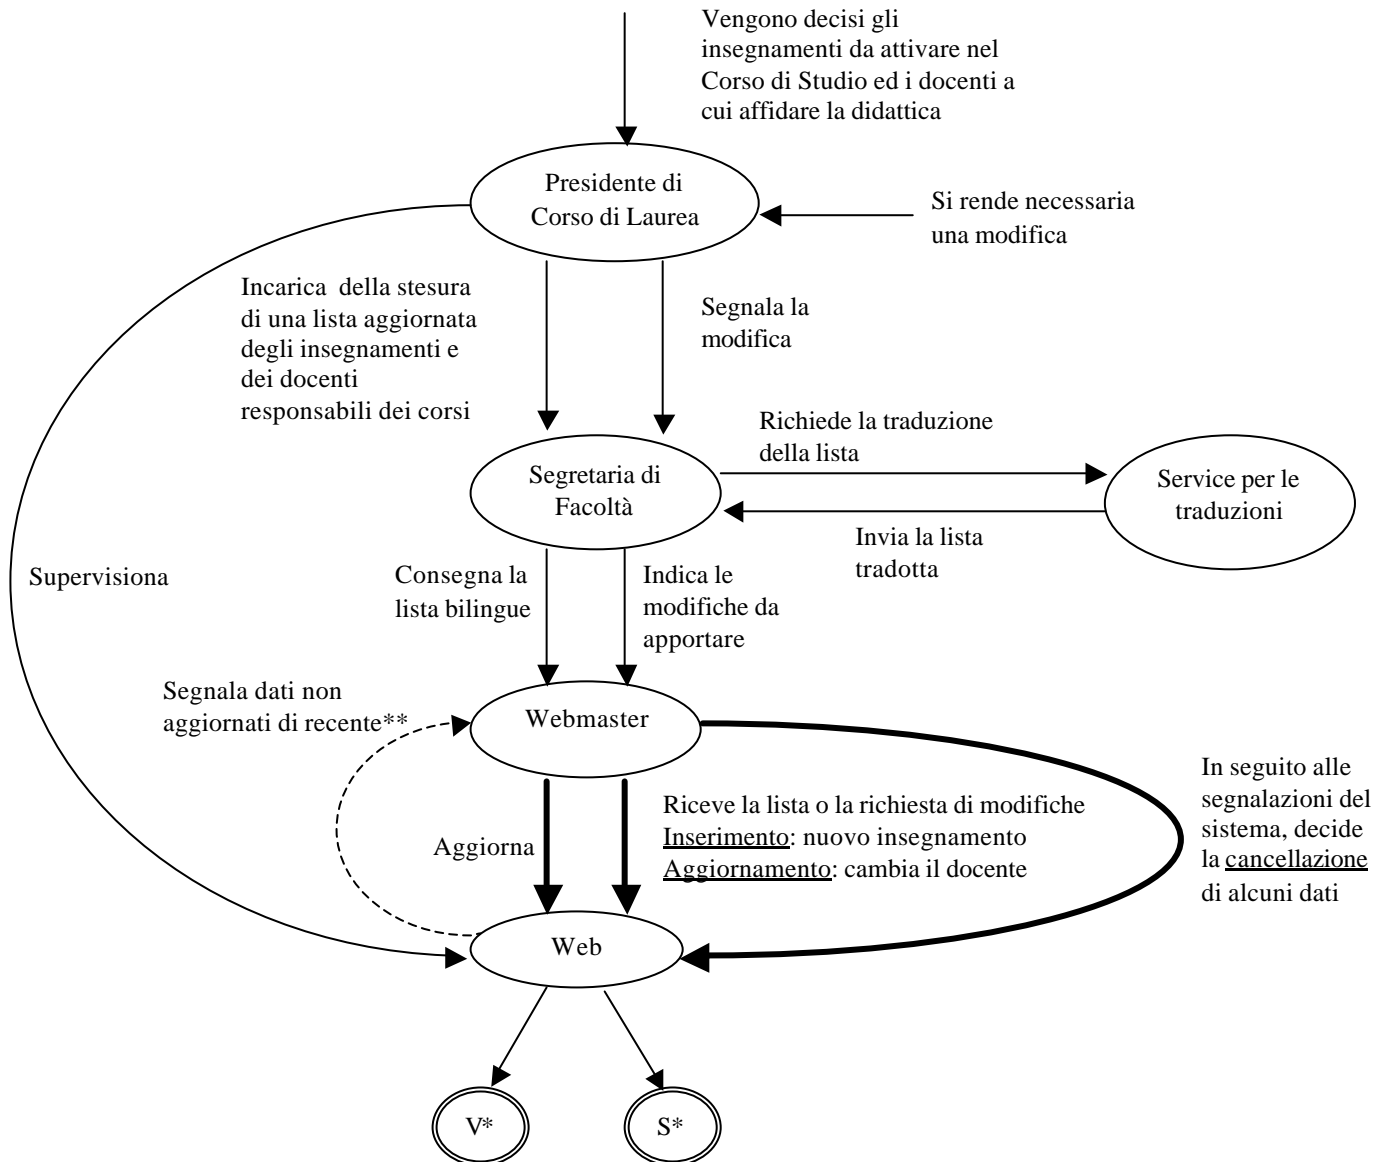 Vengono decisi gli
insegnamenti da attivare nel
Corso di Studio ed i docenti a
cui affidare la didattica
Presidente di
Corso di Laurea
Si rende necessaria
una modifica
Incarica della stesura
di una lista aggiornata
degli insegnamenti e
dei docenti
responsabili dei corsi
Segnala la
modifica
Richiede la traduzione
della lista
Segretaria di
Facoltà
Service per le
traduzioni
Invia la lista
tradotta
Supervisiona
Consegna la
lista bilingue
Indica le
modifiche da
apportare
Segnala dati non
aggiornati di recente**
Webmaster
In seguito alle
segnalazioni del
sistema, decide
la cancellazione
di alcuni dati
Aggiorna
Riceve la lista o la richiesta di modifiche
Inserimento: nuovo insegnamento
Aggiornamento: cambia il docente
Web
V*
S*